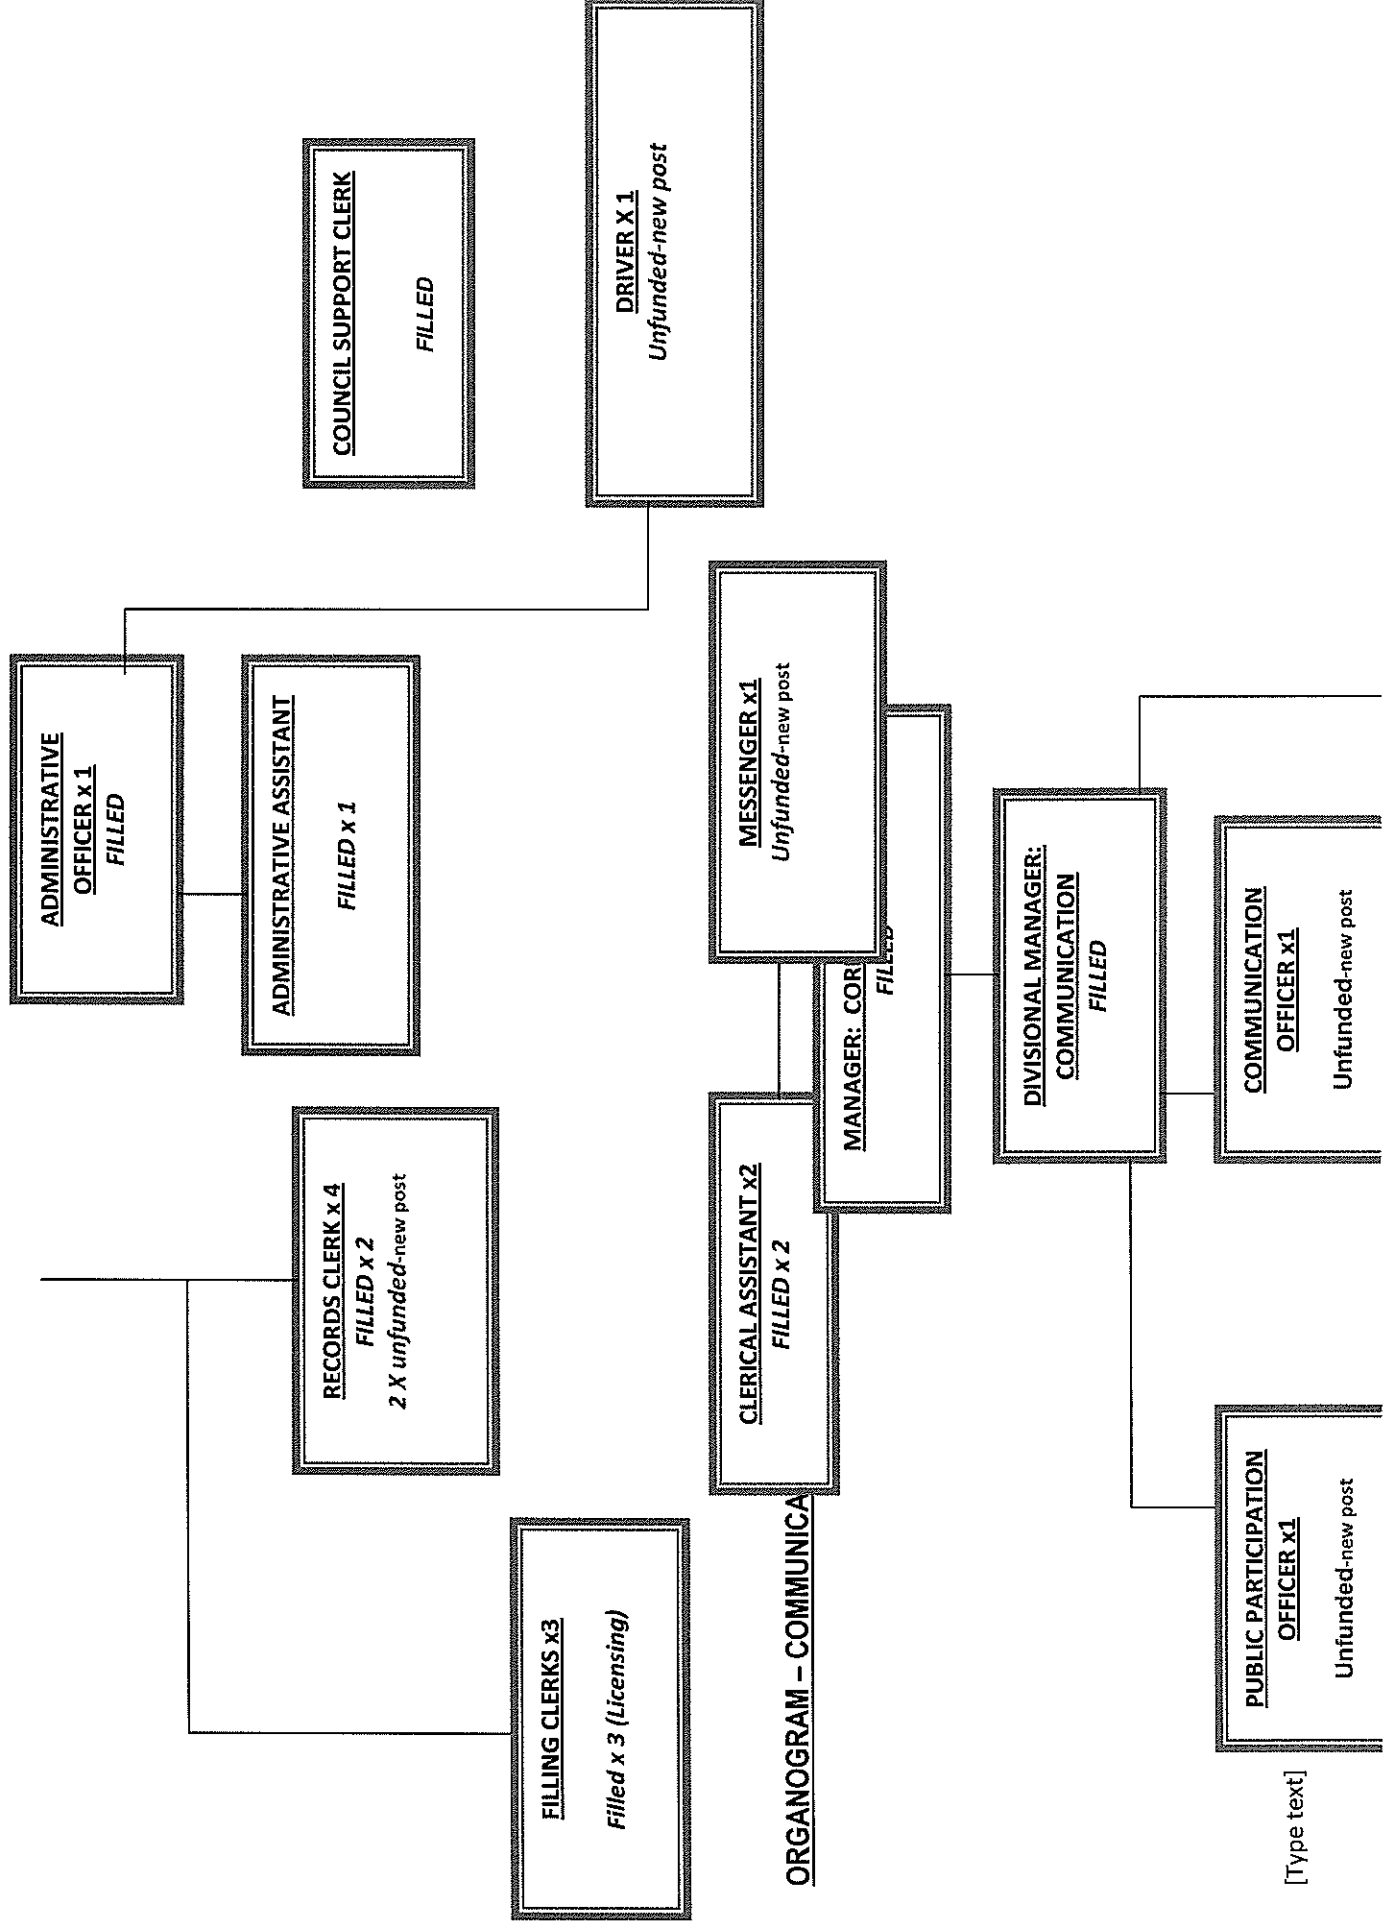 ADMINISTRATIVE
OFFICER x 1
FILLED
ADMINISTRATIVE ASSISTANT
FILLED x 1
COUNCIL SUPPORT CLERK
FILLED
RECORDS CLERK x 4
FILLED x 2
2 X unfunded-new post
FILLING CLERKS x3
Filled x 3 (Licensing)
DRIVER X 1
Unfunded-new post
CLERICAL ASSISTANT x2
FILLED x 2
MESSENGER x1
Unfunded-new post
ORGANOGRAM – COMMUNICA
MANAGER: COR
FILLED
DIVISIONAL MANAGER:
COMMUNICATION
FILLED
PUBLIC PARTICIPATION
OFFICER x1
Unfunded-new post
COMMUNICATION
OFFICER x1
Unfunded-new post
[Type text]